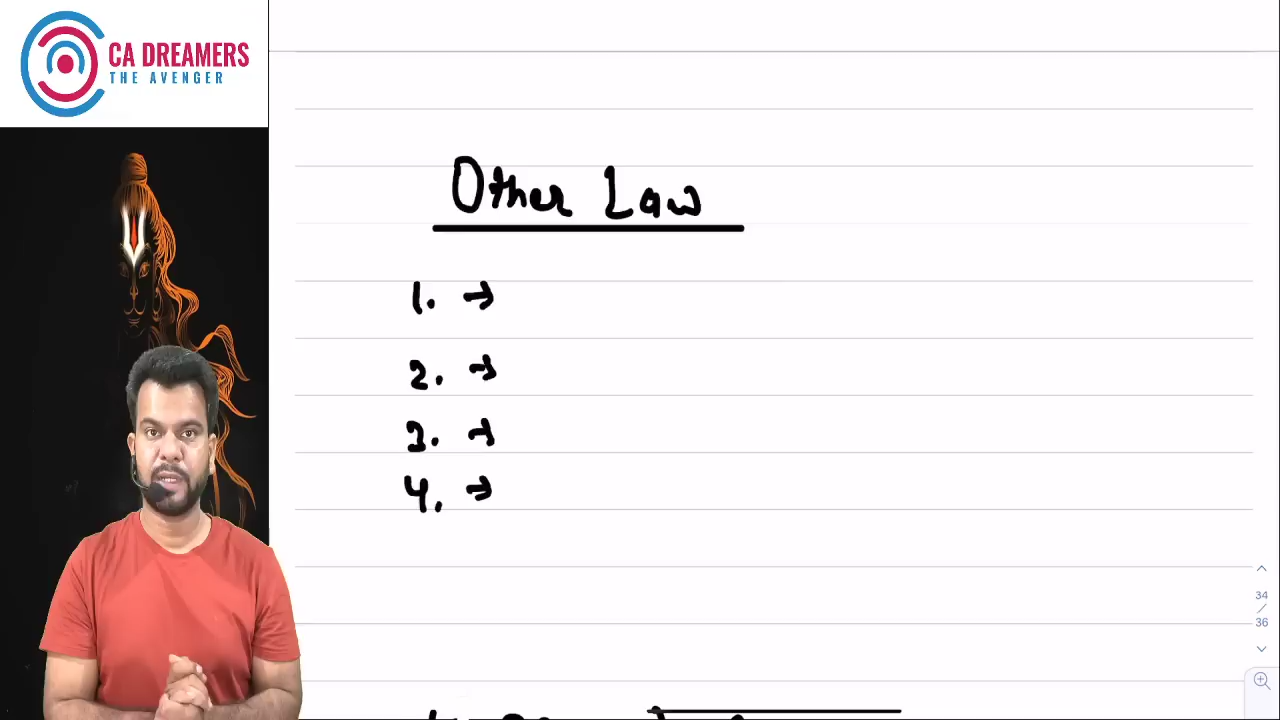 CA DREAMERS
THE AVENGER
Other Law
1. →
2. →
3. →
4. →
34
/
36